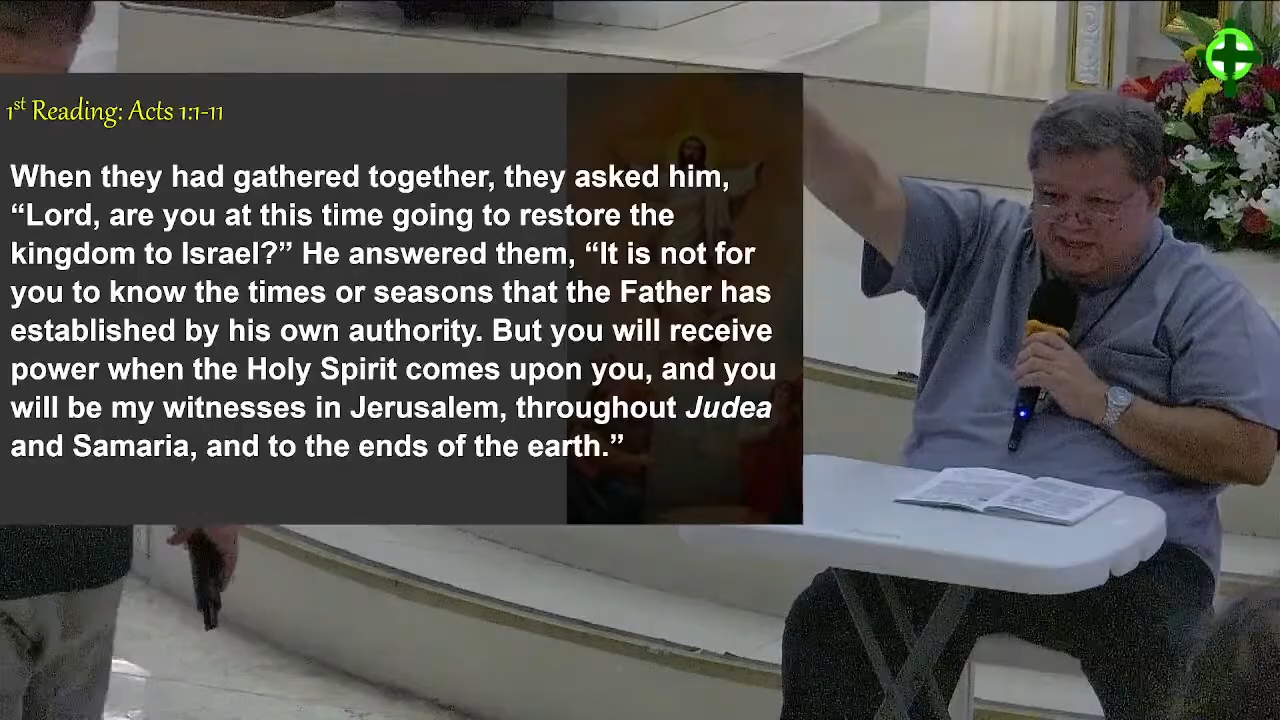 1st Reading: Acts 1:1-11
When they had gathered together, they asked him,
“Lord, are you at this time going to restore the
kingdom to Israel?” He answered them, “It is not for
you to know the times or seasons that the Father has
established by his own authority. But you will receive
power when the Holy Spirit comes upon you, and you
will be my witnesses in Jerusalem, throughout Judea
and Samaria, and to the ends of the earth.”